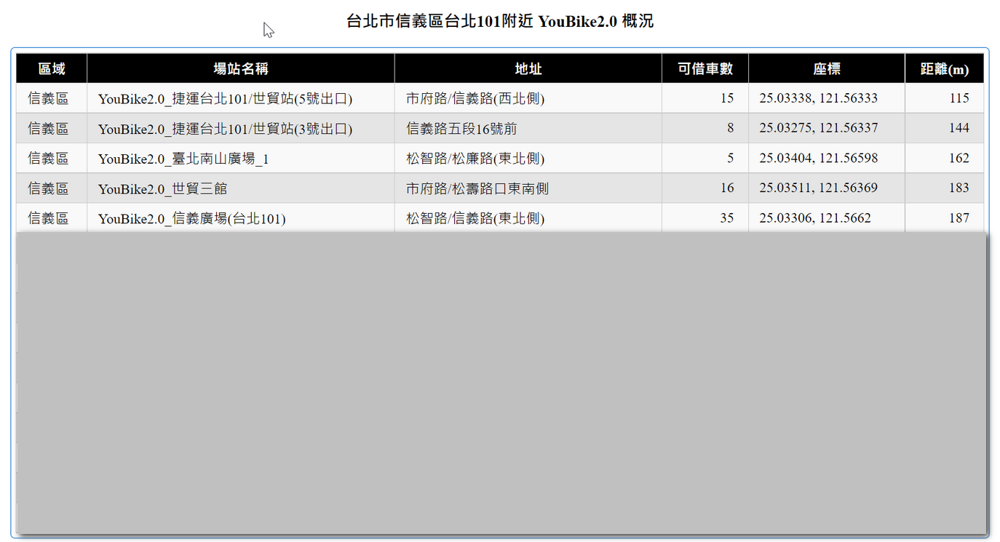 台北市信義區台北101附近 YouBike2.0 概況
區域 場站名稱 地址 可借車數 座標 距離(m)
信義區 YouBike2.0_捷運台北101/世貿站(5號出口) 市府路/信義路(西北側) 15 25.03338, 121.56333 115
信義區 YouBike2.0_捷運台北101/世貿站(3號出口) 信義路五段16號前 8 25.03275, 121.56337 144
信義區 YouBike2.0_臺北南山廣場_1 松智路/松廉路(東北側) 5 25.03404, 121.56598 162
信義區 YouBike2.0_世貿三館 市府路/松壽路口東南側 16 25.03511, 121.56369 183
信義區 YouBike2.0_信義廣場(台北101) 松智路/信義路(東北側) 35 25.03306, 121.5662 187